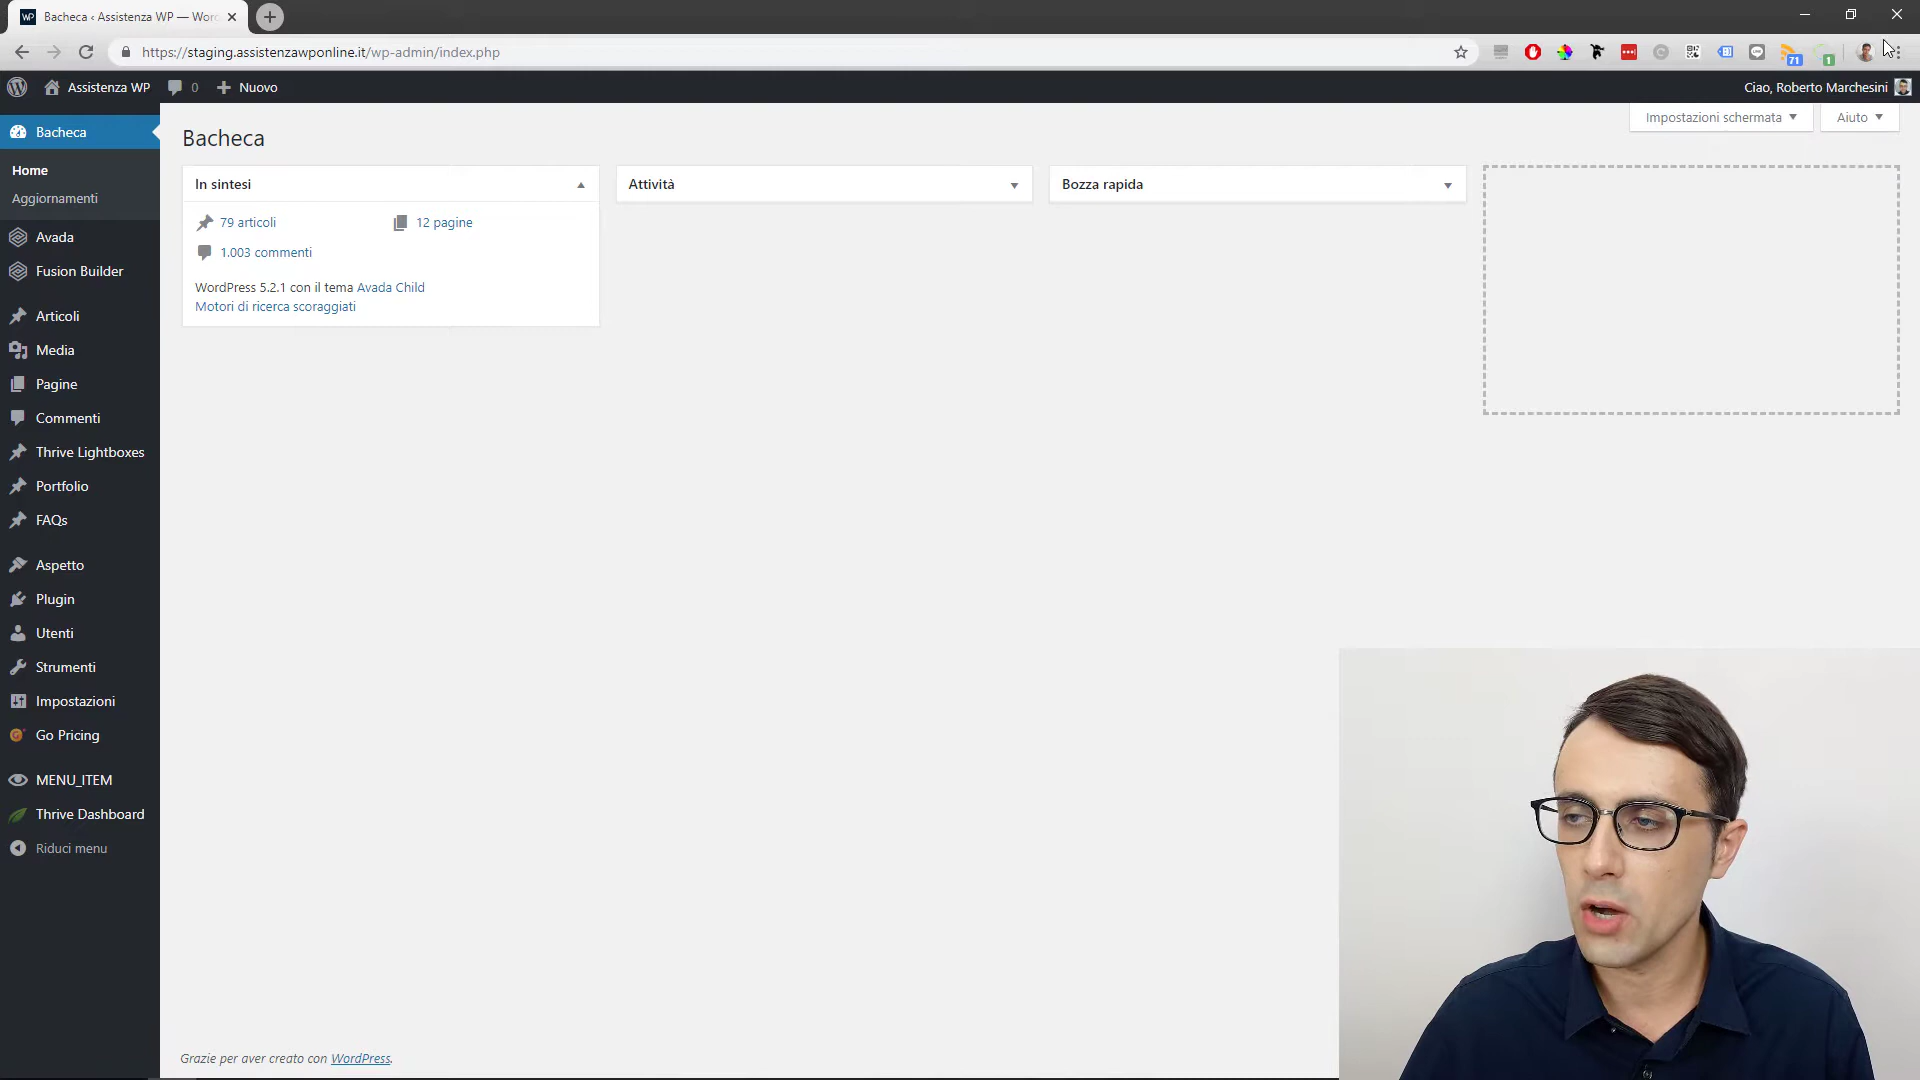 Bacheca ‹ Assistenza WP — Wor
https://staging.assistenzawponline.it/wp-admin/index.php
71
1
Assistenza WP
0
Nuovo
Ciao, Roberto Marchesini
Impostazioni schermata
Aiuto
Bacheca
Home
Aggiornamenti
Avada
Fusion Builder
Articoli
Media
Pagine
Commenti
Thrive Lightboxes
Portfolio
FAQs
Aspetto
Plugin
Utenti
Strumenti
Impostazioni
Go Pricing
MENU_ITEM
Thrive Dashboard
Riduci menu
Bacheca
In sintesi
79 articoli
12 pagine
1.003 commenti
WordPress 5.2.1 con il tema Avada Child
Motori di ricerca scoraggiati
Attività
Bozza rapida
Grazie per aver creato con WordPress.